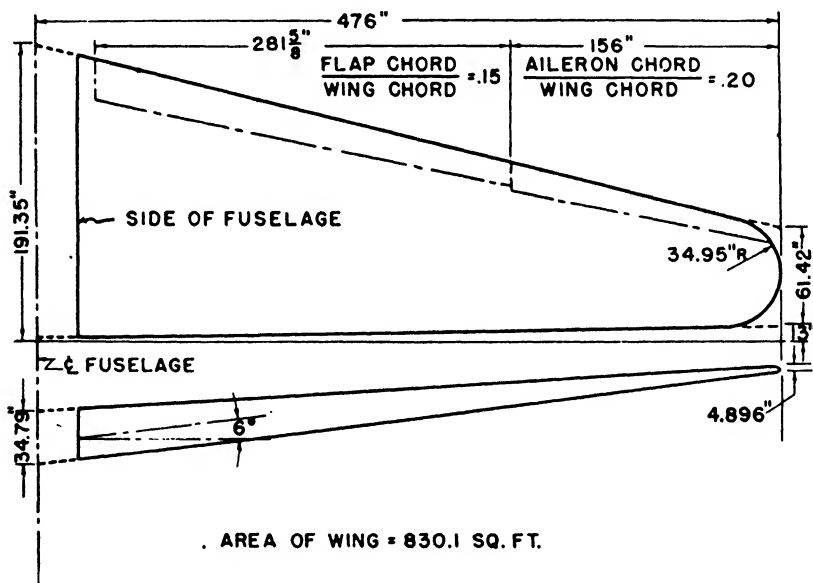 476"
281 5/8"
156"
FLAP CHORD
WING CHORD
=.15
AILERON CHORD
WING CHORD
=.20
191.35"
SIDE OF FUSELAGE
34.95"R
61.42"
3"
℄ FUSELAGE
34.79"
6°
4.896"
. AREA OF WING = 830.1 SQ. FT.